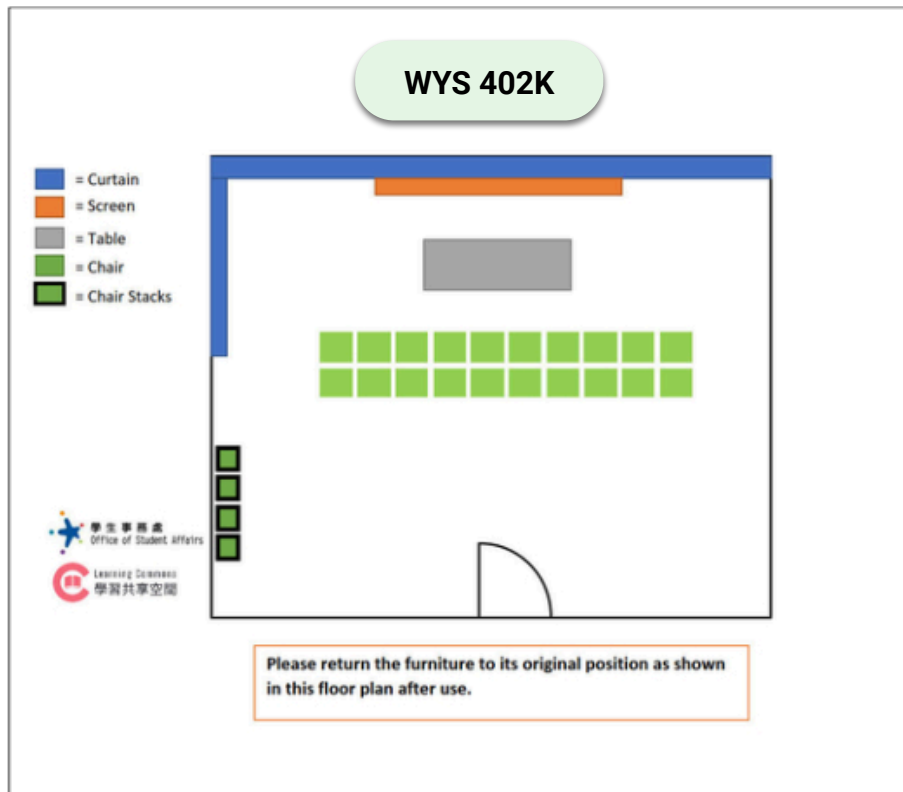 WYS 402K
= Curtain
= Screen
= Table
= Chair
= Chair Stacks
學生事務處
Office of Student Affairs
Learning Commons
學習共享空間
Please return the furniture to its original position as shown
in this floor plan after use.